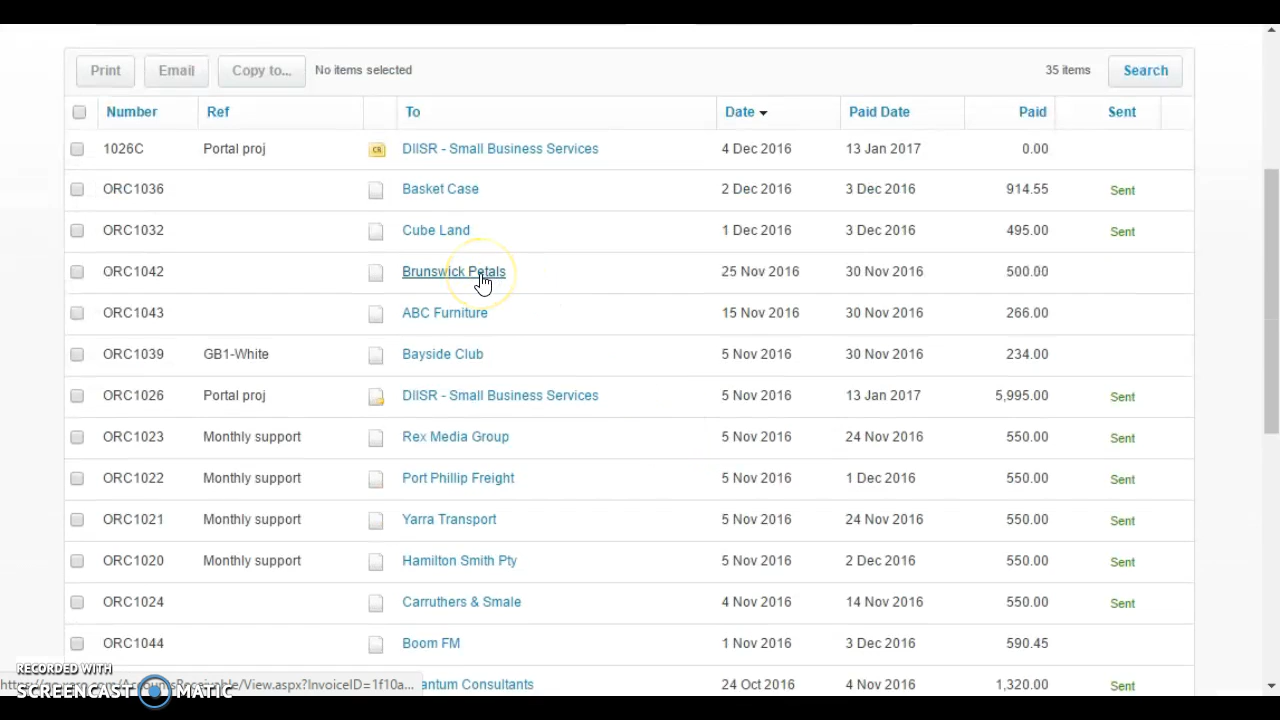 Print Email Copy to... No items selected 35 items Search
Number Ref To Date Paid Date Paid Sent
1026C Portal proj CR DIISR - Small Business Services 4 Dec 2016 13 Jan 2017 0.00
ORC1036 Basket Case 2 Dec 2016 3 Dec 2016 914.55 Sent
ORC1032 Cube Land 1 Dec 2016 3 Dec 2016 495.00 Sent
ORC1042 Brunswick Petals 25 Nov 2016 30 Nov 2016 500.00
ORC1043 ABC Furniture 15 Nov 2016 30 Nov 2016 266.00
ORC1039 GB1-White Bayside Club 5 Nov 2016 30 Nov 2016 234.00
ORC1026 Portal proj DIISR - Small Business Services 5 Nov 2016 13 Jan 2017 5,995.00 Sent
ORC1023 Monthly support Rex Media Group 5 Nov 2016 24 Nov 2016 550.00 Sent
ORC1022 Monthly support Port Phillip Freight 5 Nov 2016 1 Dec 2016 550.00 Sent
ORC1021 Monthly support Yarra Transport 5 Nov 2016 24 Nov 2016 550.00 Sent
ORC1020 Monthly support Hamilton Smith Pty 5 Nov 2016 2 Dec 2016 550.00 Sent
ORC1024 Carruthers & Smale 4 Nov 2016 14 Nov 2016 550.00 Sent
ORC1044 Boom FM 1 Nov 2016 3 Dec 2016 590.45
RECORDED WITH
Consultants 24 Oct 2016 4 Nov 2016 1,320.00 Sent
SCREENCAST MATIC